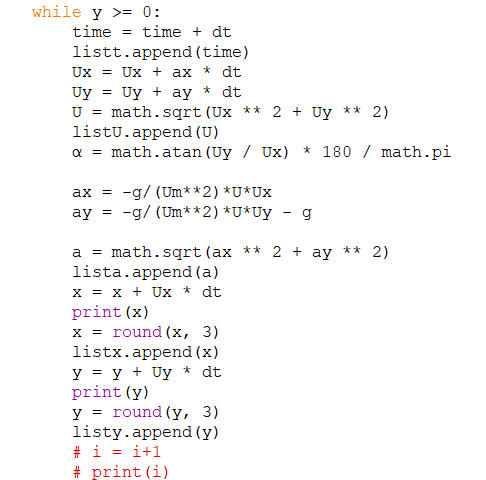 while y >= 0:
    time = time + dt
    listt.append(time)
    Ux = Ux + ax * dt
    Uy = Uy + ay * dt
    U = math.sqrt(Ux ** 2 + Uy ** 2)
    listU.append(U)
    α = math.atan(Uy / Ux) * 180 / math.pi

    ax = -g/(Um**2)*U*Ux
    ay = -g/(Um**2)*U*Uy - g

    a = math.sqrt(ax ** 2 + ay ** 2)
    lista.append(a)
    x = x + Ux * dt
    print(x)
    x = round(x, 3)
    listx.append(x)
    y = y + Uy * dt
    print(y)
    y = round(y, 3)
    listy.append(y)
    # i = i+1
    # print(i)